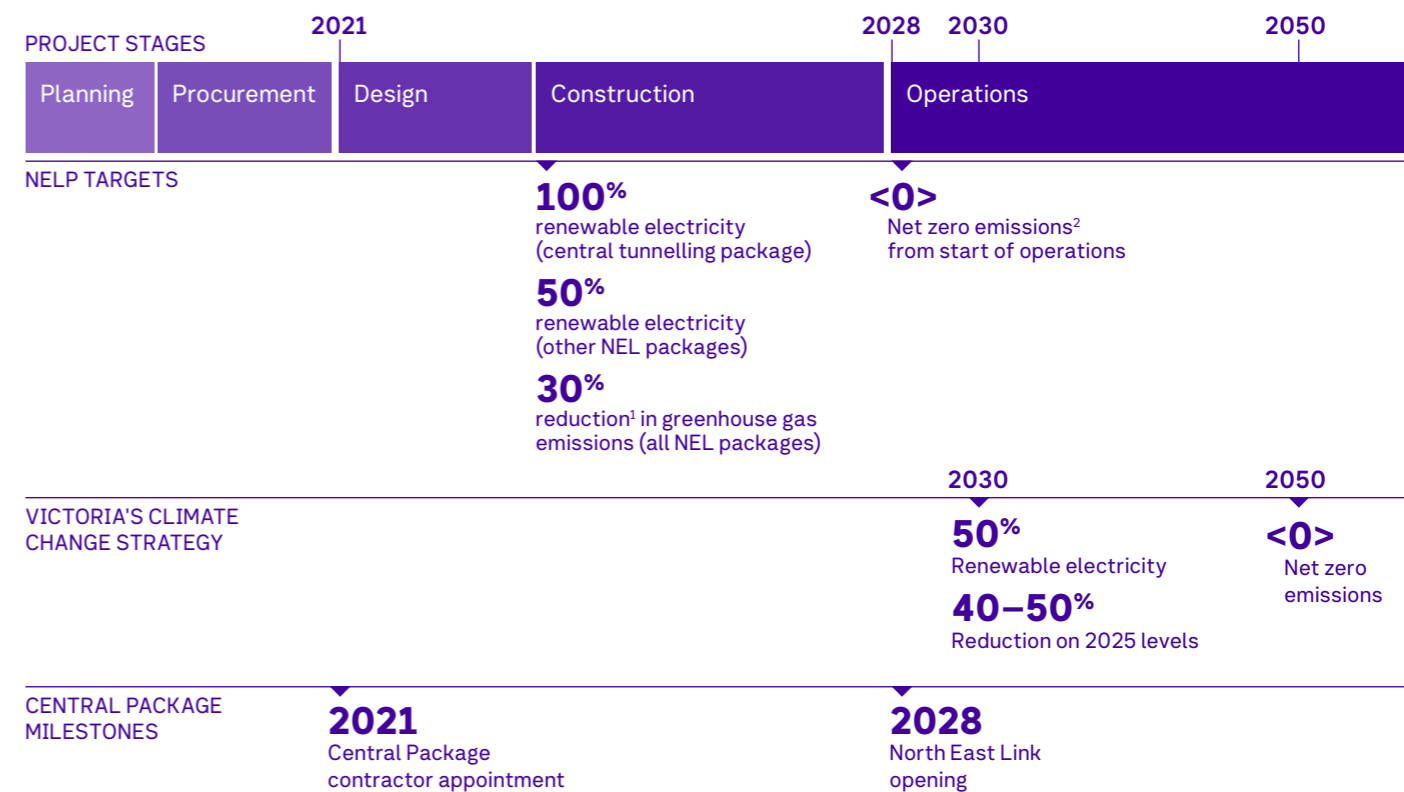 2021
2028
2030
2050
PROJECT STAGES
Planning
Procurement
Design
Construction
Operations
NELP TARGETS
100%
renewable electricity
(central tunnelling package)
50%
renewable electricity
(other NEL packages)
30%
reduction¹ in greenhouse gas
emissions (all NEL packages)
<0>
Net zero emissions²
from start of operations
2030
2050
VICTORIA'S CLIMATE
CHANGE STRATEGY
50%
Renewable electricity
40–50%
Reduction on 2025 levels
<0>
Net zero
emissions
CENTRAL PACKAGE
MILESTONES
2021
Central Package
contractor appointment
2028
North East Link
opening